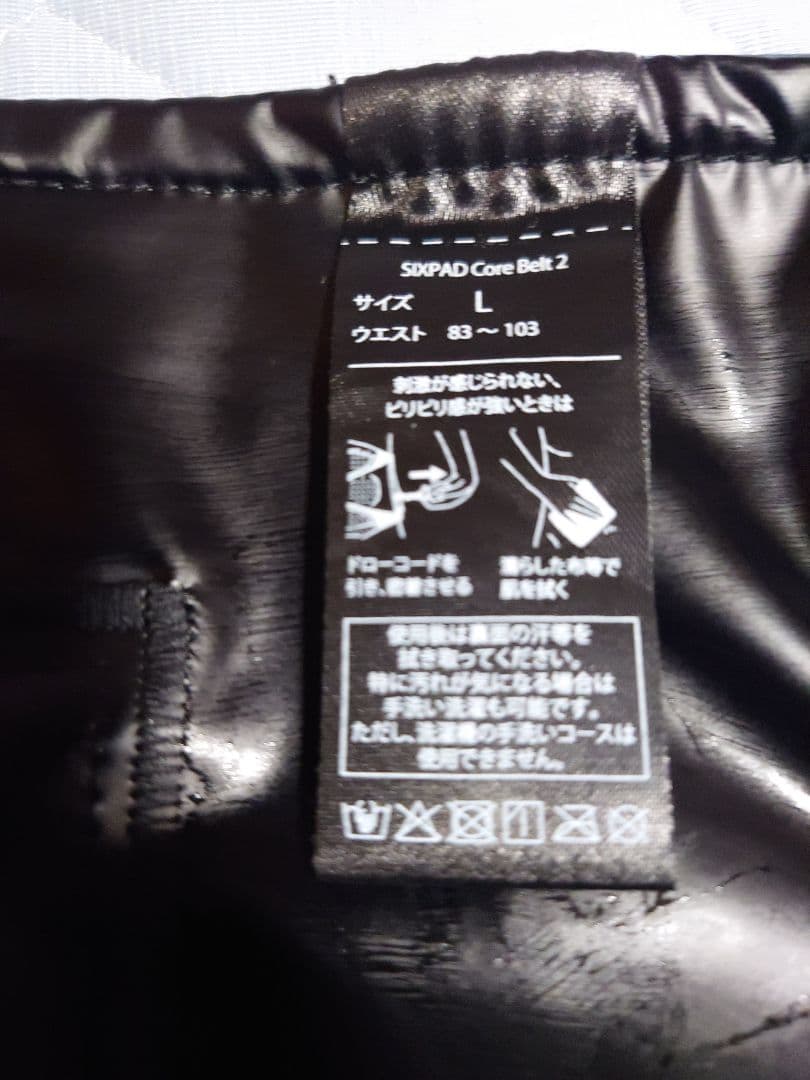 SIXPAD Core Belt 2
サイズ L
ウエスト 83～103
刺激が感じられない、
ピリピリ感が強いときは
ドローコードを
引き、密着させる
濡らした布等で
肌を拭く
使用後は裏面の汗等を
拭き取ってください。
特に汚れが気になる場合は
手洗い洗濯も可能です。
ただし、洗濯機の手洗いコースは
使用できません。